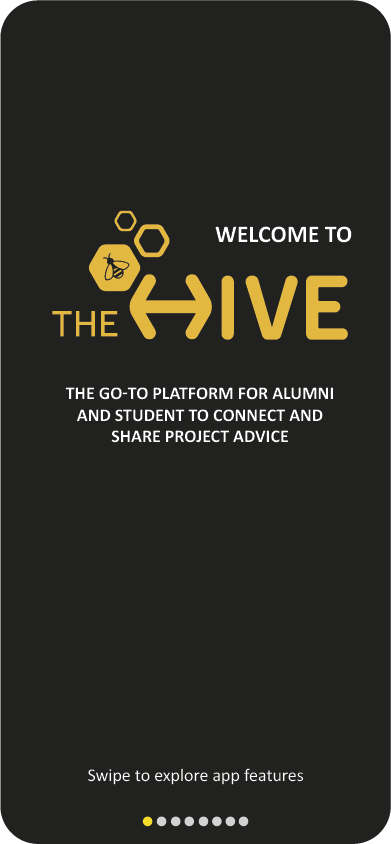 WELCOME TO
THE HIVE
THE GO-TO PLATFORM FOR ALUMNI
AND STUDENT TO CONNECT AND
SHARE PROJECT ADVICE
Swipe to explore app features